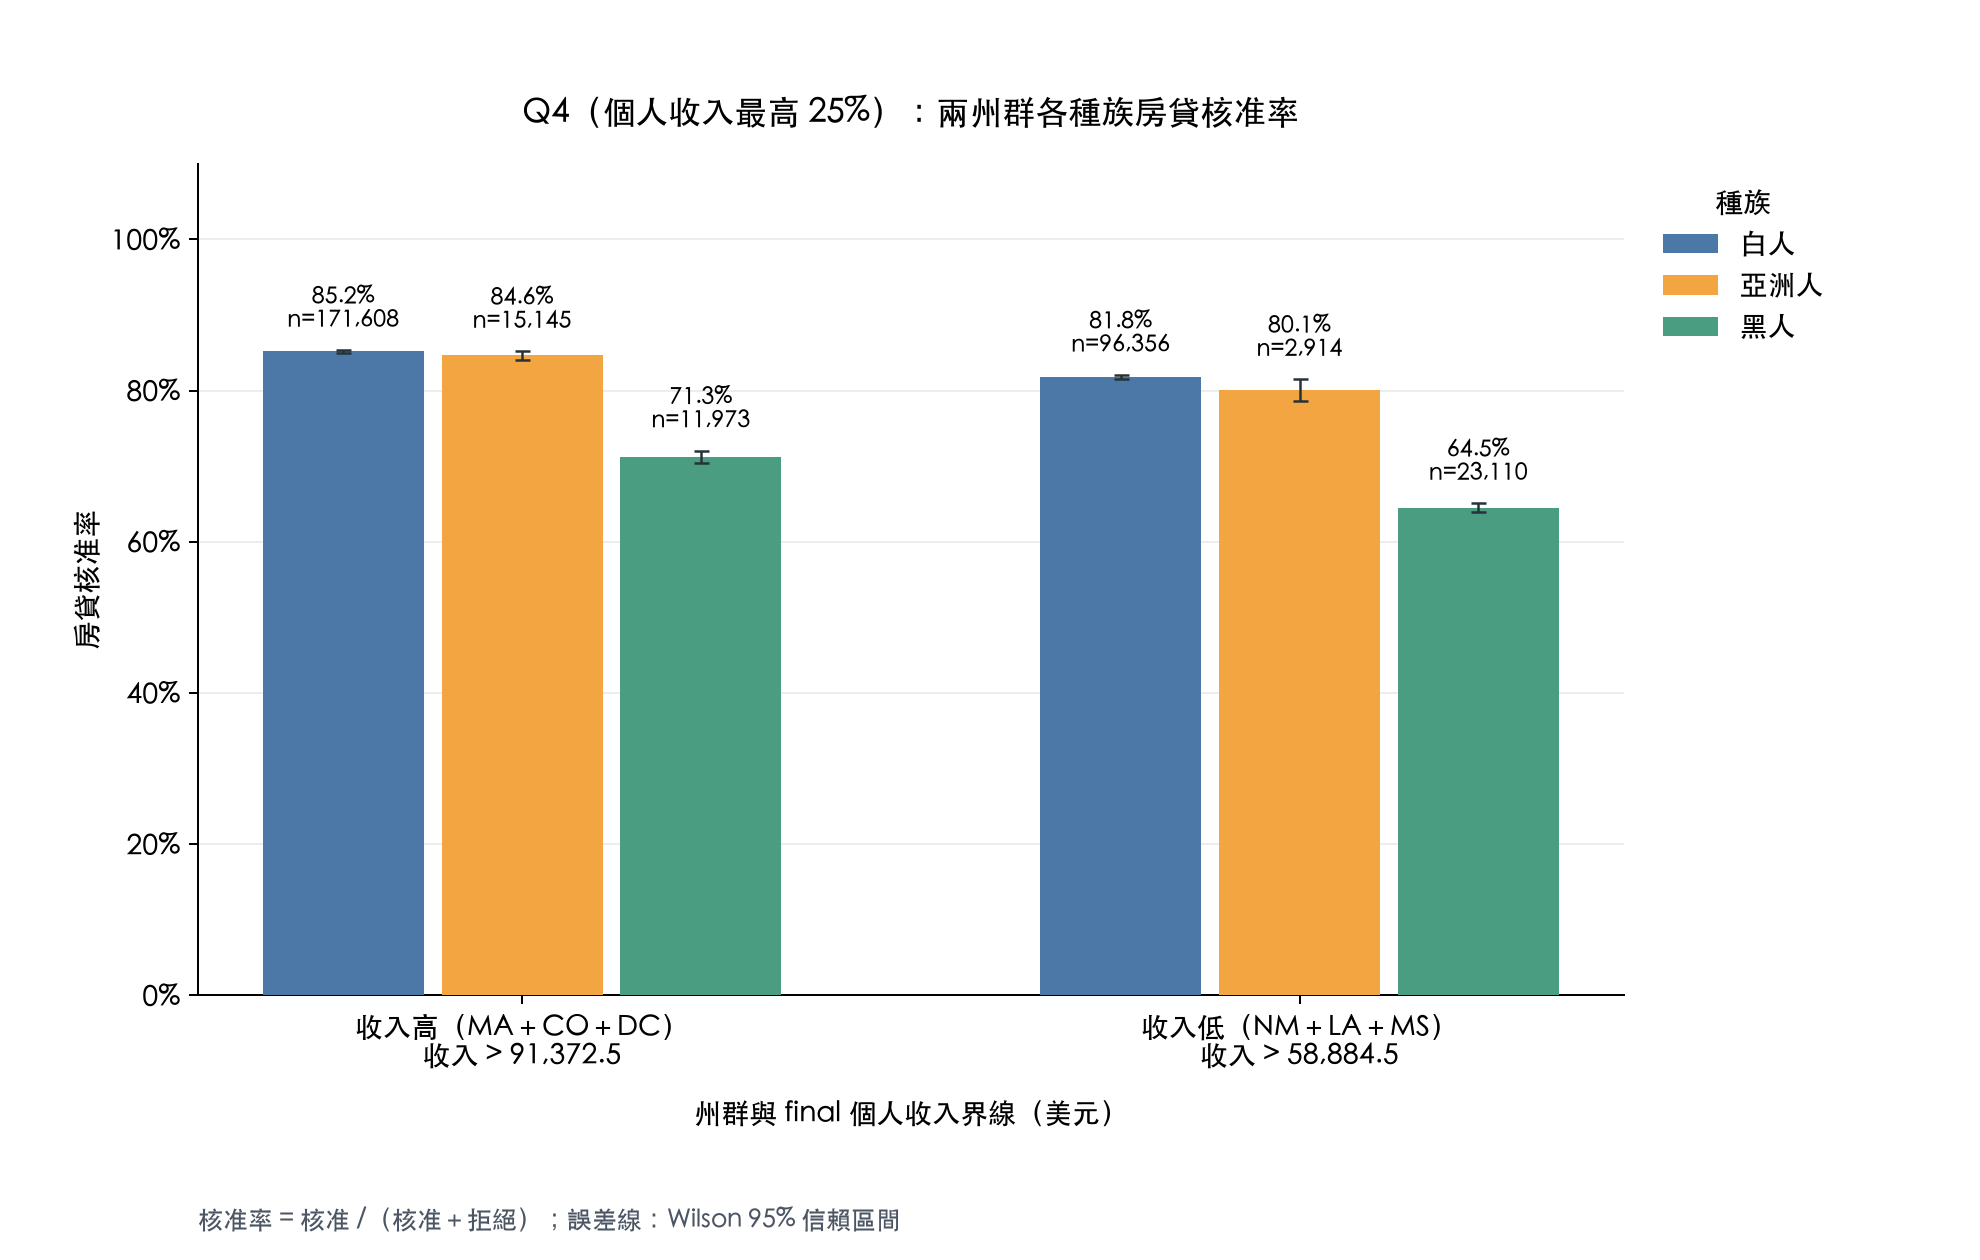 Q4（個人收入最高 25%）：兩州群各種族房貸核准率
種族
白人
亞洲人
黑人
房貸核准率
100%
80%
60%
40%
20%
0%
85.2%
n=171,608
84.6%
n=15,145
71.3%
n=11,973
81.8%
n=96,356
80.1%
n=2,914
64.5%
n=23,110
收入高（MA + CO + DC）
收入 > 91,372.5
收入低（NM + LA + MS）
收入 > 58,884.5
州群與 final 個人收入界線（美元）
核准率 = 核准 /（核准 + 拒絕）；誤差線：Wilson 95% 信賴區間